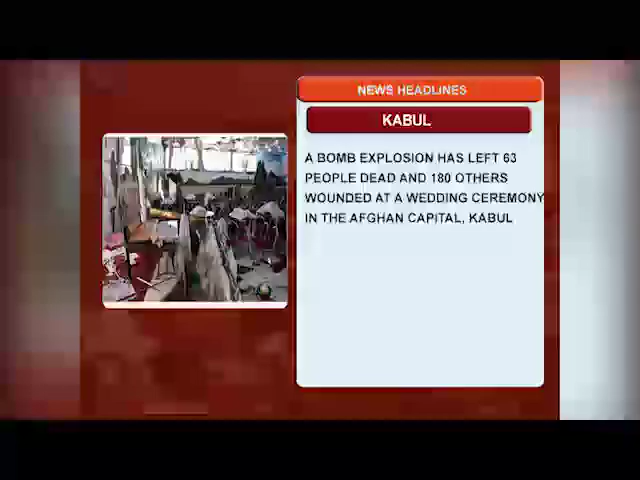 NEWS HEADLINES
KABUL
A BOMB EXPLOSION HAS LEFT 63
PEOPLE DEAD AND 180 OTHERS
WOUNDED AT A WEDDING CEREMONY
IN THE AFGHAN CAPITAL, KABUL